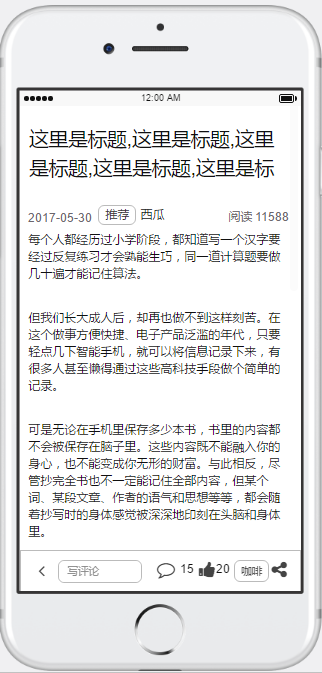 12:00 AM
这里是标题,这里是标题,这里
是标题,这里是标题,这里是标
2017-05-30 推荐 西瓜 阅读 11588
每个人都经历过小学阶段，都知道写一个汉字要
经过反复练习才会熟能生巧，同一道计算题要做
几十遍才能记住算法。
但我们长大成人后，却再也做不到这样刻苦。在
这个做事方便快捷、电子产品泛滥的年代，只要
轻点几下智能手机，就可以将信息记录下来，有
很多人甚至懒得通过这些高科技手段做个简单的
记录。
可是无论在手机里保存多少本书，书里的内容都
不会被保存在脑子里。这些内容既不能融入你的
身心，也不能变成你无形的财富。与此相反，尽
管抄完全书也不一定能记住全部内容，但某个
词、某段文章、作者的语气和思想等等，都会随
着抄写时的身体感觉被深深地印刻在头脑和身体
里。
写评论 15 20 咖啡